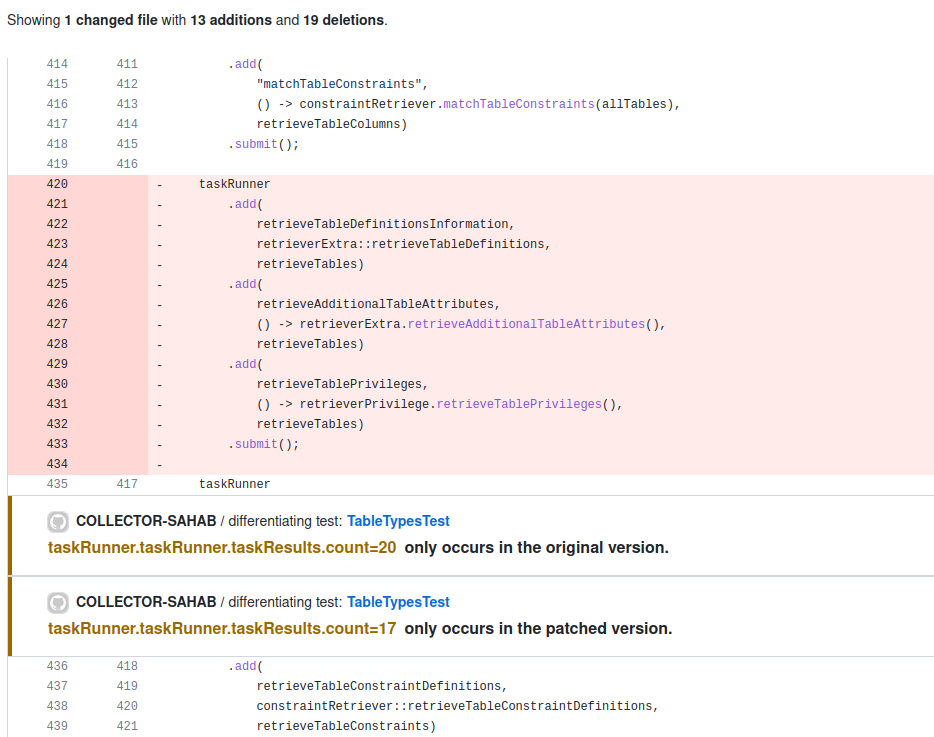 Showing 1 changed file with 13 additions and 19 deletions.
414 411 .add(
415 412 "matchTableConstraints",
416 413 () -> constraintRetriever.matchTableConstraints(allTables),
417 414 retrieveTableColumns)
418 415 .submit();
419 416
420 - taskRunner
421 - .add(
422 - retrieveTableDefinitionsInformation,
423 - retrieverExtra::retrieveTableDefinitions,
424 - retrieveTables)
425 - .add(
426 - retrieveAdditionalTableAttributes,
427 - () -> retrieverExtra.retrieveAdditionalTableAttributes(),
428 - retrieveTables)
429 - .add(
430 - retrieveTablePrivileges,
431 - () -> retrieverPrivilege.retrieveTablePrivileges(),
432 - retrieveTables)
433 - .submit();
434 -
435 417 taskRunner
COLLECTOR-SAHAB / differentiating test: TableTypesTest
taskRunner.taskRunner.taskResults.count=20 only occurs in the original version.
COLLECTOR-SAHAB / differentiating test: TableTypesTest
taskRunner.taskRunner.taskResults.count=17 only occurs in the patched version.
436 418 .add(
437 419 retrieveTableConstraintDefinitions,
438 420 constraintRetriever::retrieveTableConstraintDefinitions,
439 421 retrieveTableConstraints)